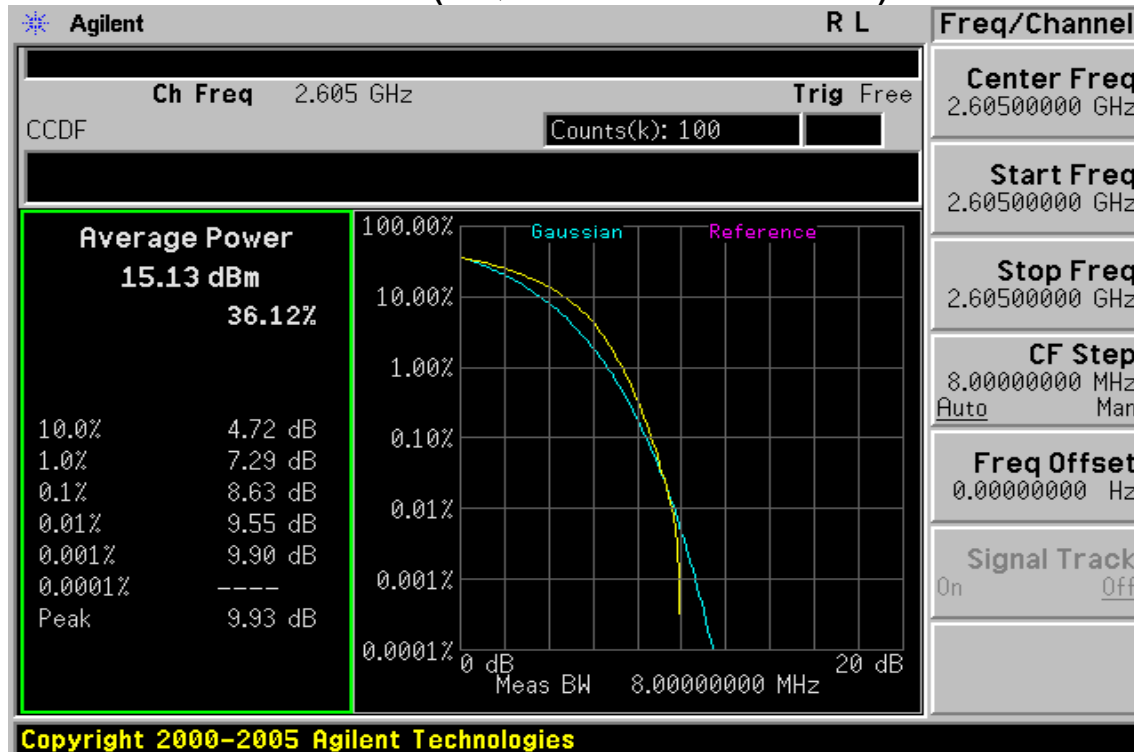 Agilent R L
Ch Freq 2.605 GHz Trig Free
CCDF Counts(k): 100
Average Power
15.13 dBm
36.12%
10.0% 4.72 dB
1.0% 7.29 dB
0.1% 8.63 dB
0.01% 9.55 dB
0.001% 9.90 dB
0.0001% ----
Peak 9.93 dB
Gaussian Reference
100.00%
10.00%
1.00%
0.10%
0.01%
0.001%
0.0001%
0 dB 20 dB
Meas BW 8.00000000 MHz
Freq/Channel
Center Freq
2.60500000 GHz
Start Freq
2.60500000 GHz
Stop Freq
2.60500000 GHz
CF Step
8.00000000 MHz
Auto Man
Freq Offset
0.00000000 Hz
Signal Track
On Off
Copyright 2000-2005 Agilent Technologies